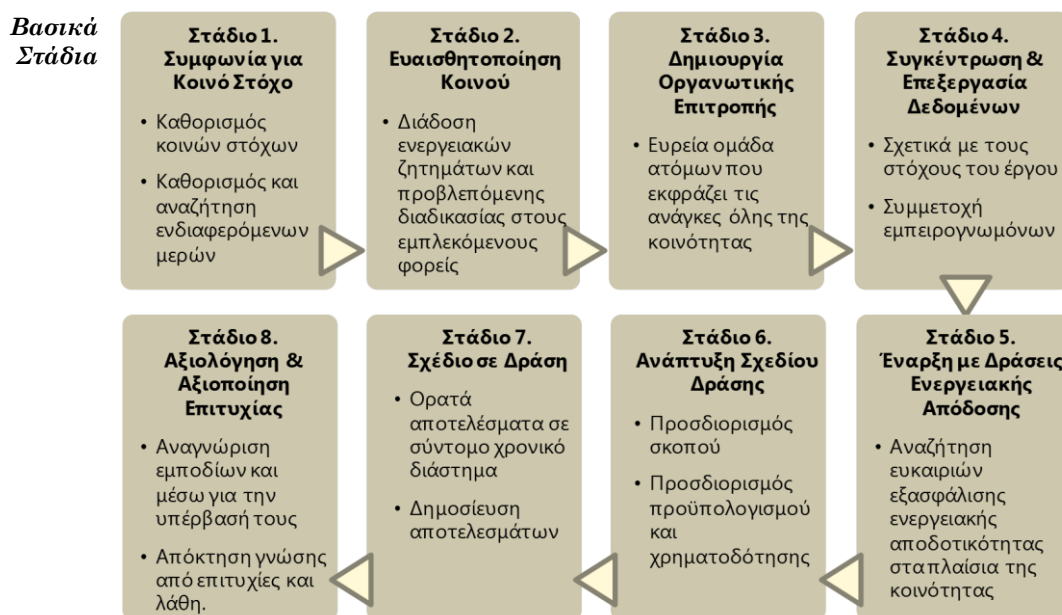 Βασικά
Στάδια
Στάδιο 1.
Συμφωνία για
Κοινό Στόχο
• Καθορισμός
κοινών στόχων
• Καθορισμός και
αναζήτηση
ενδιαφερόμενων
μερών
Στάδιο 2.
Ευαισθητοποίηση
Κοινού
• Διάδοση
ενεργειακών
ζητημάτων και
προβλεπόμενης
διαδικασίας στους
εμπλεκόμενους
φορείς
Στάδιο 3.
Δημιουργία
Οργανωτικής
Επιτροπής
• Ευρεία ομάδα
ατόμων που
εκφράζει τις
ανάγκες όλης της
κοινότητας
Στάδιο 4.
Συγκέντρωση &
Επεξεργασία
Δεδομένων
• Σχετικά με τους
στόχους του έργου
• Συμμετοχή
εμπειρογνωμόνων
Στάδιο 5.
Έναρξη με Δράσεις
Ενεργειακής
Απόδοσης
• Αναζήτηση
ευκαιριών
εξασφάλισης
ενεργειακής
αποδοτικότητας
στα πλαίσια της
κοινότητας
Στάδιο 6.
Ανάπτυξη Σχεδίου
Δράσης
• Προσδιορισμός
σκοπού
• Προσδιορισμός
προϋπολογισμού
και
χρηματοδότησης
Στάδιο 7.
Σχέδιο σε Δράση
• Ορατά
αποτελέσματα σε
σύντομο χρονικό
διάστημα
• Δημοσίευση
αποτελεσμάτων
Στάδιο 8.
Αξιολόγηση &
Αξιοποίηση
Επιτυχίας
• Αναγνώριση
εμποδίων και
μέσω για την
υπέρβασή τους
• Απόκτηση γνώσης
από επιτυχίες και
λάθη.